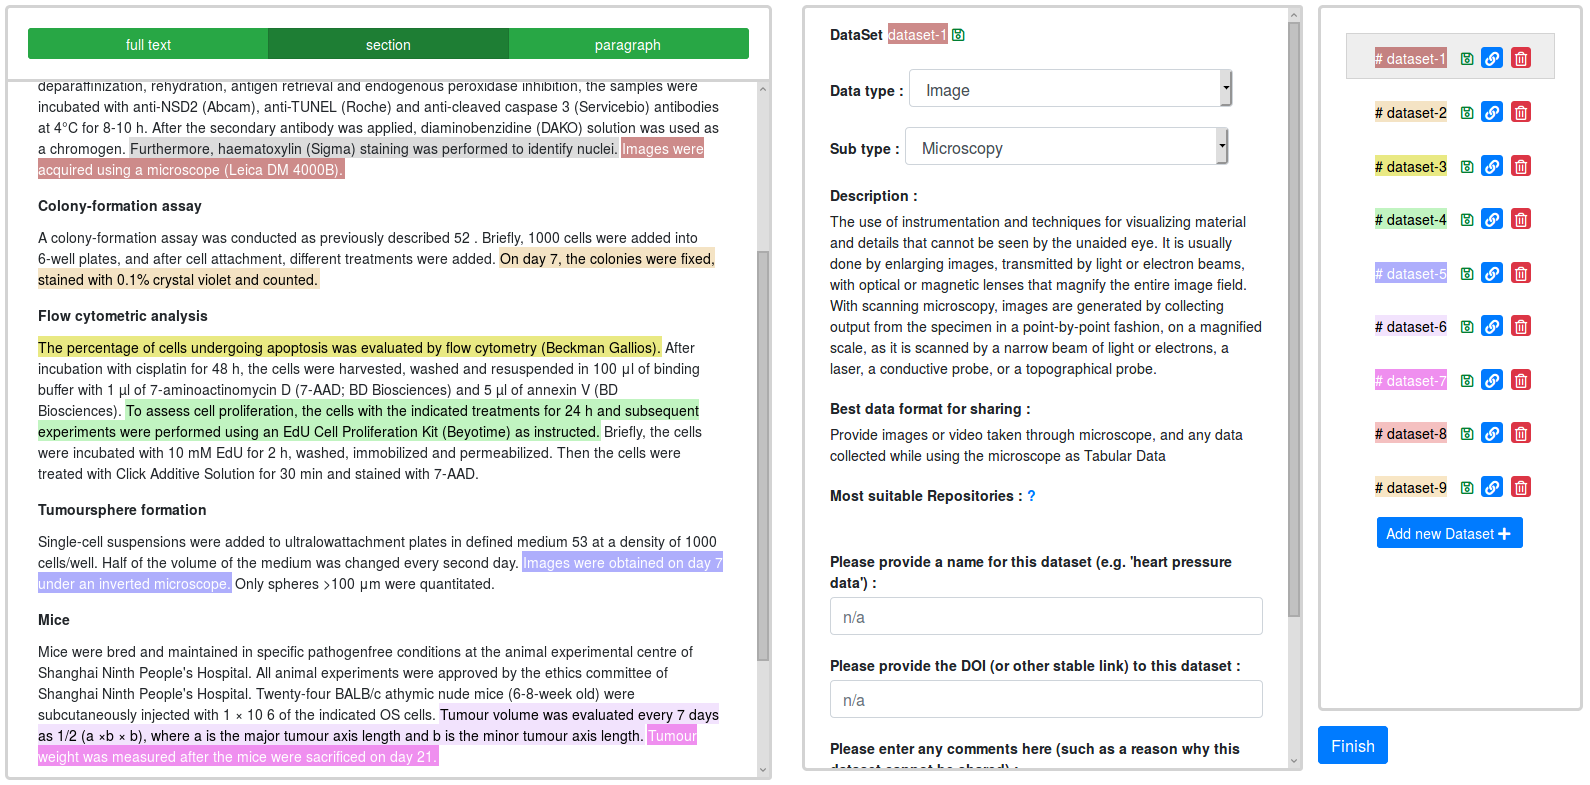 full text
section
paragraph
deparaffinization, rehydration, antigen retrieval and endogenous peroxidase inhibition, the samples were
incubated with anti-NSD2 (Abcam), anti-TUNEL (Roche) and anti-cleaved caspase 3 (Servicebio) antibodies
at 4°C for 8-10 h. After the secondary antibody was applied, diaminobenzidine (DAKO) solution was used as
a chromogen. Furthermore, haematoxylin (Sigma) staining was performed to identify nuclei. Images were
acquired using a microscope (Leica DM 4000B).
Colony-formation assay
A colony-formation assay was conducted as previously described 52 . Briefly, 1000 cells were added into
6-well plates, and after cell attachment, different treatments were added. On day 7, the colonies were fixed,
stained with 0.1% crystal violet and counted.
Flow cytometric analysis
The percentage of cells undergoing apoptosis was evaluated by flow cytometry (Beckman Gallios). After
incubation with cisplatin for 48 h, the cells were harvested, washed and resuspended in 100 μl of binding
buffer with 1 μl of 7-aminoactinomycin D (7-AAD; BD Biosciences) and 5 μl of annexin V (BD
Biosciences). To assess cell proliferation, the cells with the indicated treatments for 24 h and subsequent
experiments were performed using an EdU Cell Proliferation Kit (Beyotime) as instructed. Briefly, the cells
were incubated with 10 mM EdU for 2 h, washed, immobilized and permeabilized. Then the cells were
treated with Click Additive Solution for 30 min and stained with 7-AAD.
Tumoursphere formation
Single-cell suspensions were added to ultralowattachment plates in defined medium 53 at a density of 1000
cells/well. Half of the volume of the medium was changed every second day. Images were obtained on day 7
under an inverted microscope. Only spheres >100 μm were quantitated.
Mice
Mice were bred and maintained in specific pathogenfree conditions at the animal experimental centre of
Shanghai Ninth People's Hospital. All animal experiments were approved by the ethics committee of
Shanghai Ninth People's Hospital. Twenty-four BALB/c athymic nude mice (6-8-week old) were
subcutaneously injected with 1 × 10 6 of the indicated OS cells. Tumour volume was evaluated every 7 days
as 1/2 (a ×b × b), where a is the major tumour axis length and b is the minor tumour axis length. Tumour
weight was measured after the mice were sacrificed on day 21.
DataSet dataset-1
Data type : Image
Sub type : Microscopy
Description :
The use of instrumentation and techniques for visualizing material
and details that cannot be seen by the unaided eye. It is usually
done by enlarging images, transmitted by light or electron beams,
with optical or magnetic lenses that magnify the entire image field.
With scanning microscopy, images are generated by collecting
output from the specimen in a point-by-point fashion, on a magnified
scale, as it is scanned by a narrow beam of light or electrons, a
laser, a conductive probe, or a topographical probe.
Best data format for sharing :
Provide images or video taken through microscope, and any data
collected while using the microscope as Tabular Data
Most suitable Repositories : ?
Please provide a name for this dataset (e.g. 'heart pressure
data') :
n/a
Please provide the DOI (or other stable link) to this dataset :
n/a
Please enter any comments here (such as a reason why this
dataset cannot be shared) :
# dataset-1
# dataset-2
# dataset-3
# dataset-4
# dataset-5
# dataset-6
# dataset-7
# dataset-8
# dataset-9
Add new Dataset +
Finish